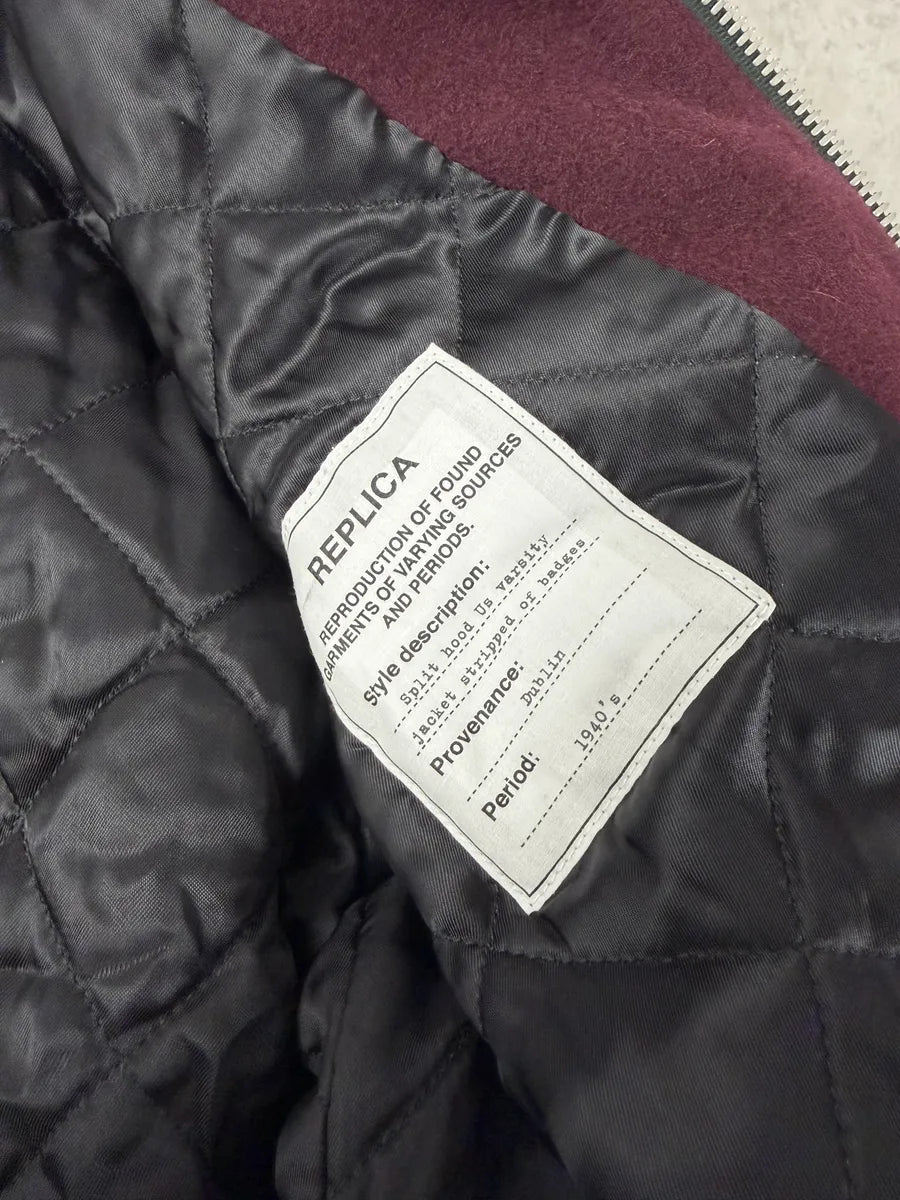 REPLICA
REPRODUCTION OF FOUND
GARMENTS OF VARYING SOURCES
AND PERIODS.
Style description:
Split hood Us varsity
jacket stripped of badges
Provenance:
Dublin
Period:
1940's